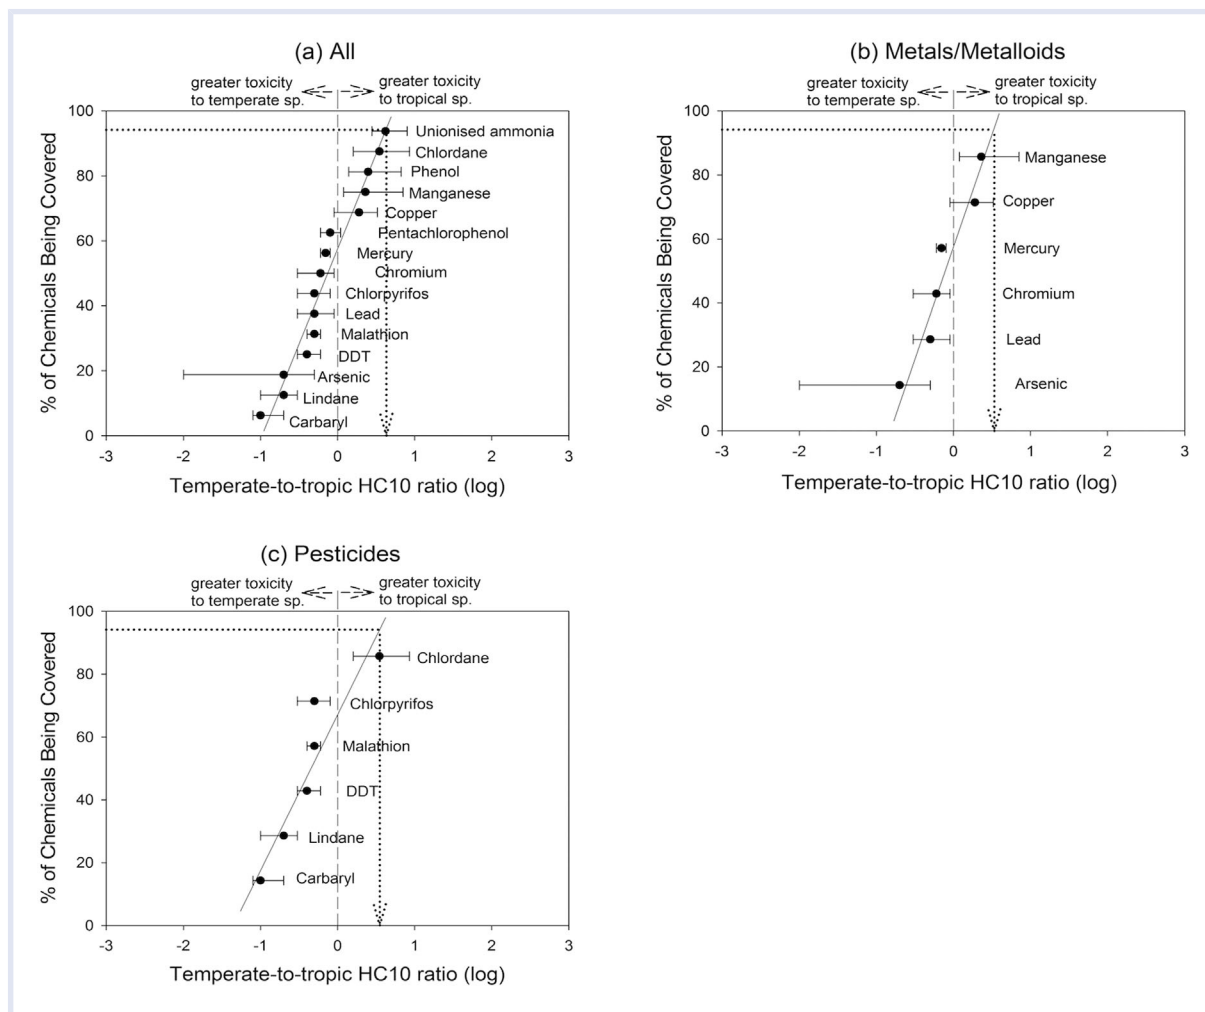 (a) All
greater toxicity
to temperate sp.
greater toxicity
to tropical sp.
% of Chemicals Being Covered
100
80
60
40
20
0
Unionised ammonia
Chlordane
Phenol
Manganese
Copper
Pentachlorophenol
Mercury
Chromium
Chlorpyrifos
Lead
Malathion
DDT
Arsenic
Lindane
Carbaryl
-3 -2 -1 0 1 2 3
Temperate-to-tropic HC10 ratio (log)
(b) Metals/Metalloids
greater toxicity
to temperate sp.
greater toxicity
to tropical sp.
% of Chemicals Being Covered
100
80
60
40
20
0
Manganese
Copper
Mercury
Chromium
Lead
Arsenic
-3 -2 -1 0 1 2 3
Temperate-to-tropic HC10 ratio (log)
(c) Pesticides
greater toxicity
to temperate sp.
greater toxicity
to tropical sp.
% of Chemicals Being Covered
100
80
60
40
20
0
Chlordane
Chlorpyrifos
Malathion
DDT
Lindane
Carbaryl
-3 -2 -1 0 1 2 3
Temperate-to-tropic HC10 ratio (log)